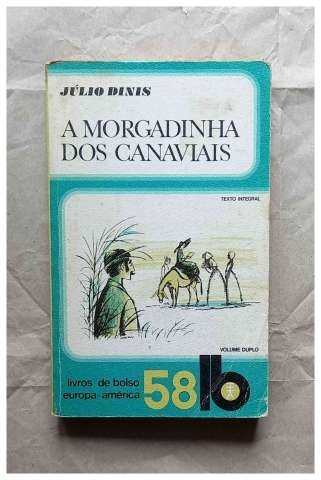 JÚLIO DINIS
A MORGADINHA
DOS CANAVIAIS
TEXTO INTEGRAL
VOLUME DUPLO
livros de bolso
europa-américa
58 lb